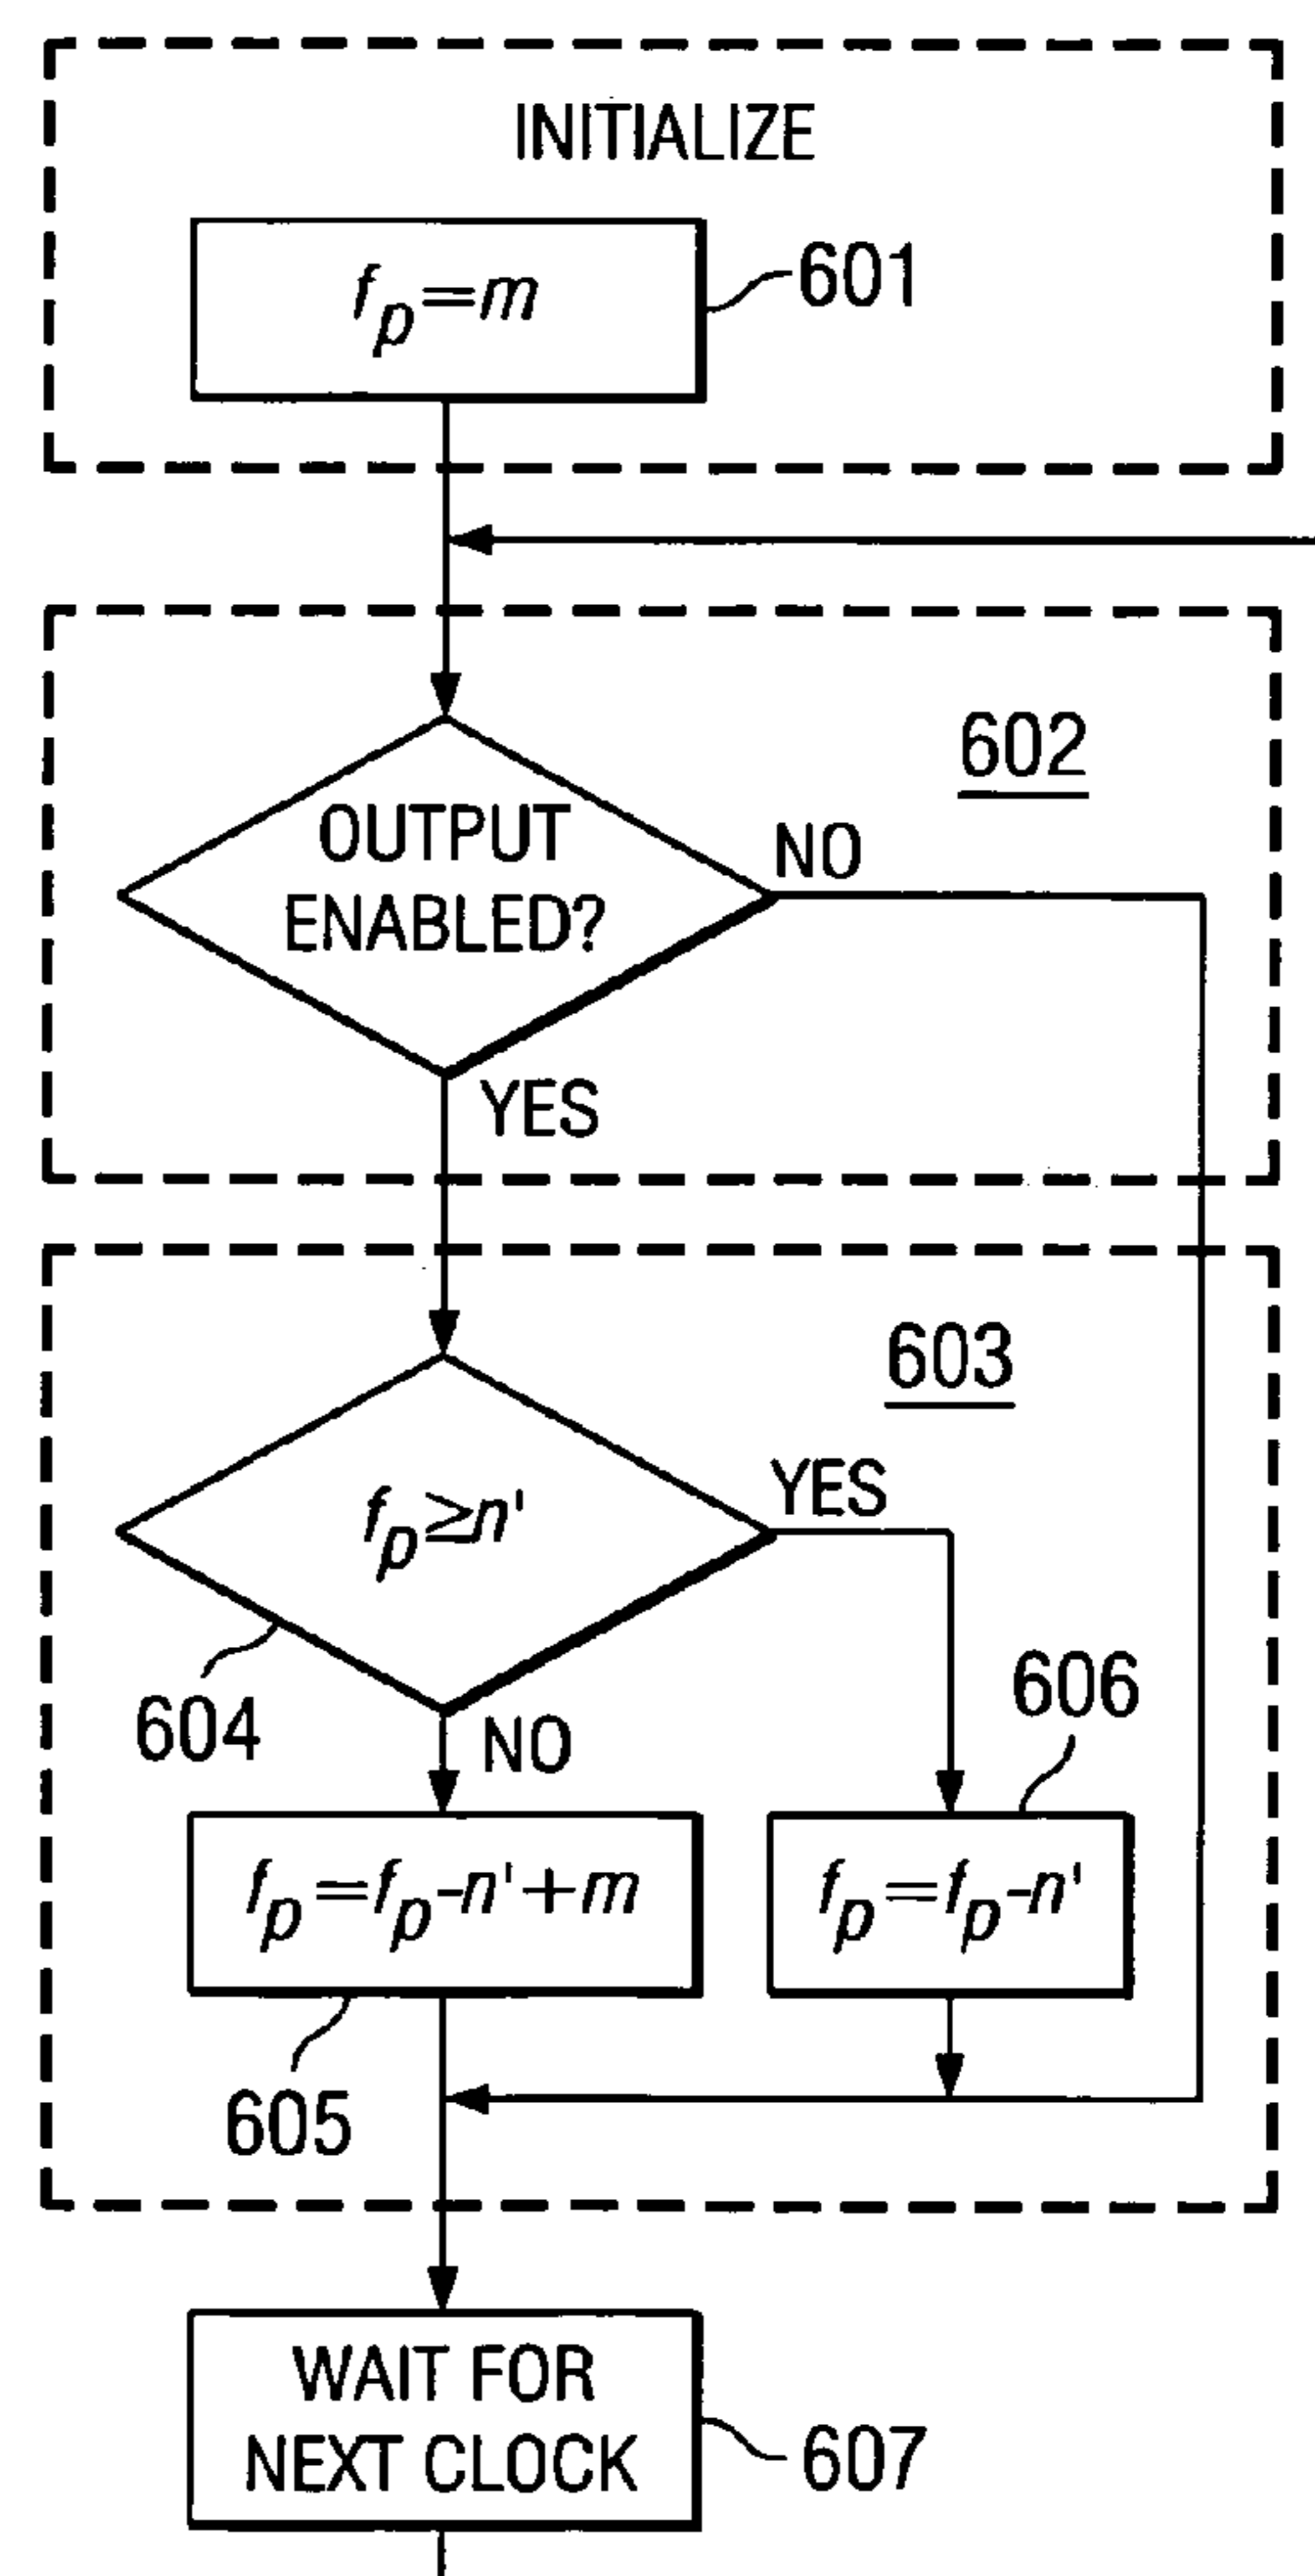 INITIALIZE
f_p=m
601
602
OUTPUT
ENABLED?
NO
YES
603
f_p≥n'
YES
604
NO
606
f_p=f_p-n'+m
f_p=f_p-n'
605
WAIT FOR
NEXT CLOCK
607